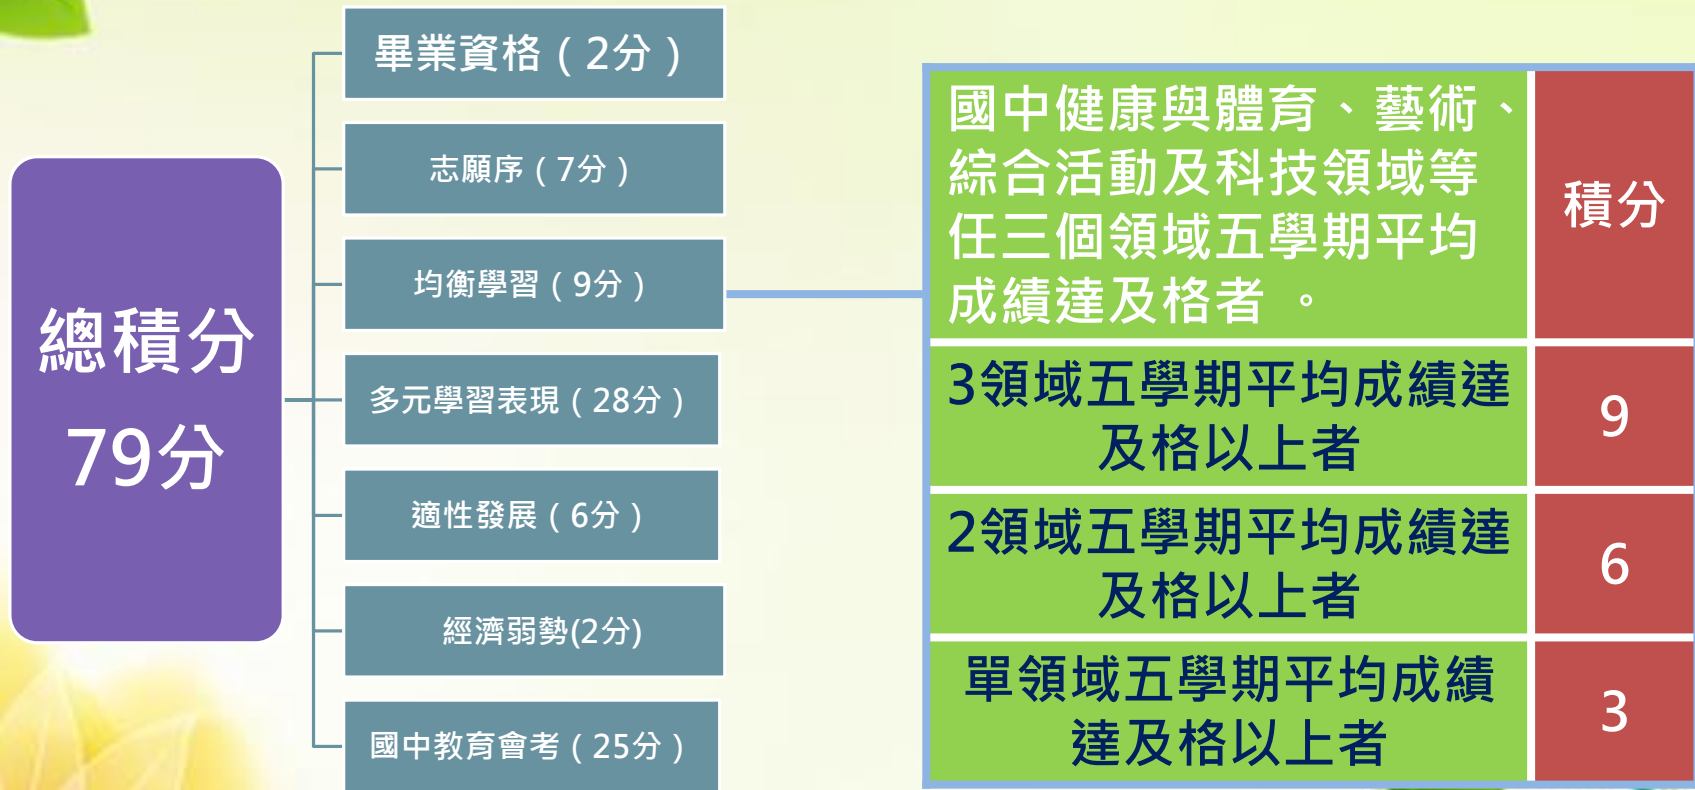 總積分
79分
畢業資格（2分）
志願序（7分）
均衡學習（9分）
多元學習表現（28分）
適性發展（6分）
經濟弱勢(2分)
國中教育會考（25分）
國中健康與體育、藝術、
綜合活動及科技領域等
任三個領域五學期平均
成績達及格者 。
積分
3領域五學期平均成績達
及格以上者
9
2領域五學期平均成績達
及格以上者
6
單領域五學期平均成績
達及格以上者
3